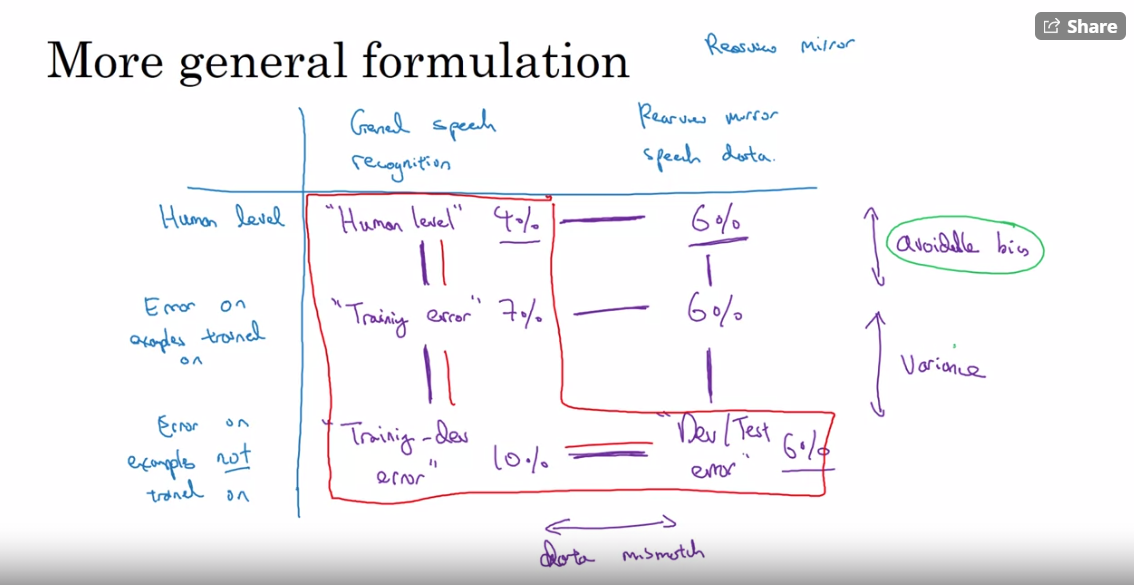 Share
More general formulation
Rearview mirror
General speech
recognition
Rearview mirror
speech data.
Human level
"Human level" 4%
6%
avoidable bias
Error on
examples trained
on
"Training error" 7%
6%
Variance
Error on
examples not
trained on
"Training-dev
error"
10%
"Dev/Test
error"
6%
data mismatch